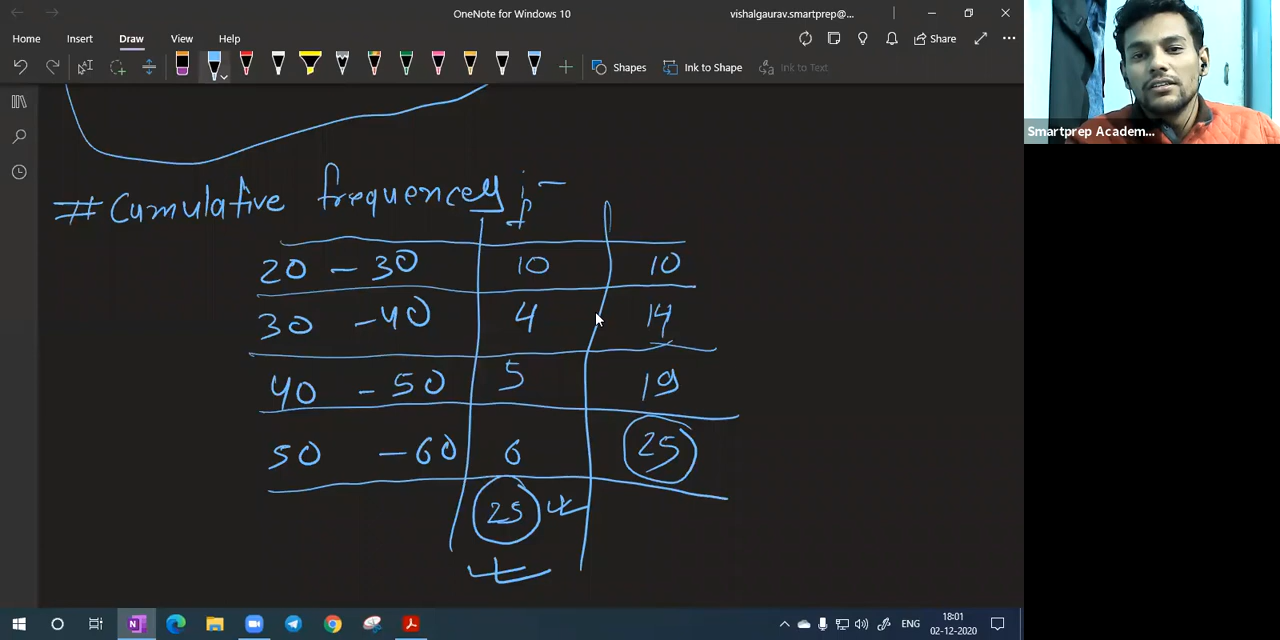 OneNote for Windows 10
vishalgaurav.smartprep@...
Home Insert Draw View Help
Share
Shapes Ink to Shape Ink to Text
Smartprep Academ...
# Cumulative frequencey :-
f
20 - 30 10 10
30 - 40 4 14
40 - 50 5 19
50 - 60 6 25
25
ENG
18:01
02-12-2020